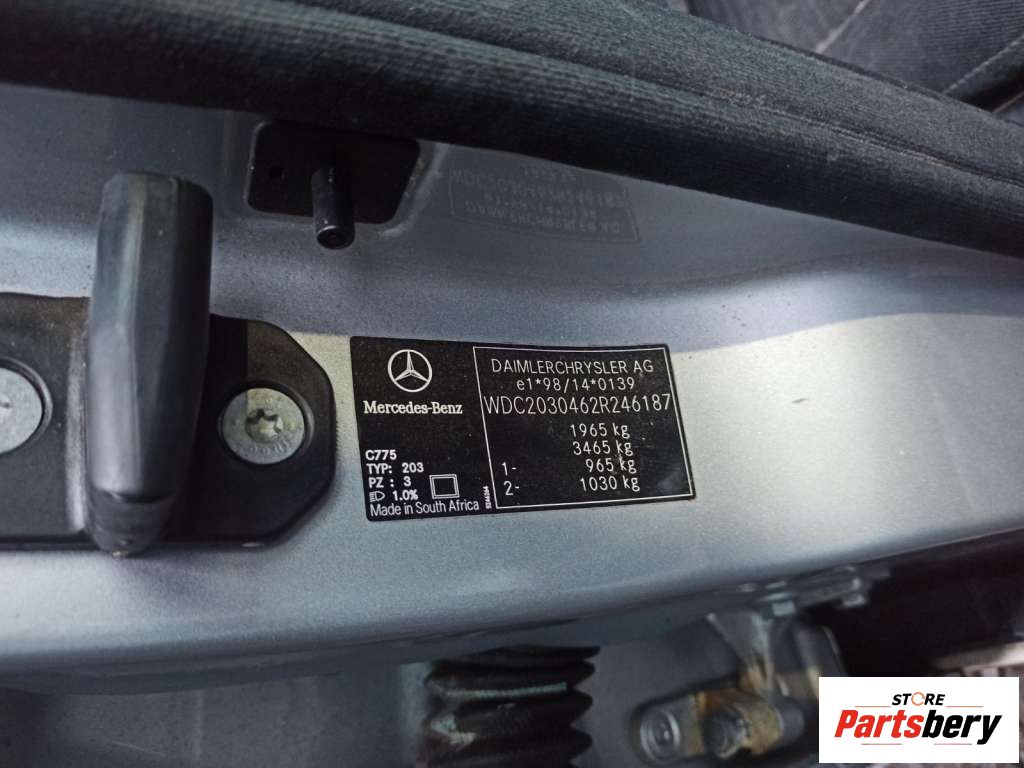 Mercedes-Benz
C775
TYP: 203
PZ : 3
1.0%
Made in South Africa
DAIMLERCHRYSLER AG
e1*98/14*0139
WDC2030462R246187
1965 kg
3465 kg
1- 965 kg
2- 1030 kg
STORE
Partsbery